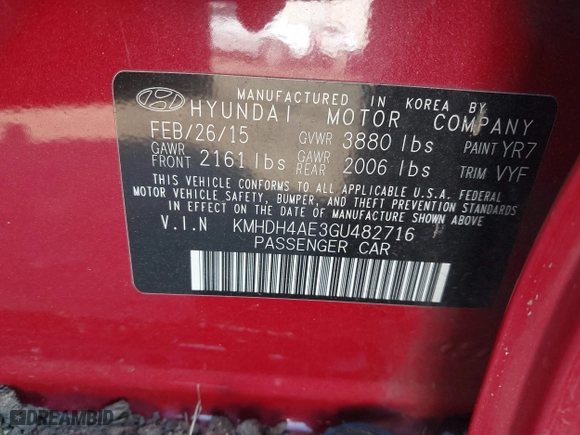 MANUFACTURED IN KOREA BY
HYUNDAI MOTOR COMPANY
FEB/26/15 GVWR 3880 lbs PAINT YR7
GAWR FRONT 2161 lbs GAWR REAR 2006 lbs TRIM VYF
THIS VEHICLE CONFORMS TO ALL APPLICABLE U.S.A. FEDERAL
MOTOR VEHICLE SAFETY, BUMPER, AND THEFT PREVENTION STANDARDS
IN EFFECT ON THE DATE OF MANUFACTURE SHOWN ABOVE
V.I.N KMHDH4AE3GU482716
PASSENGER CAR
DREAMBID